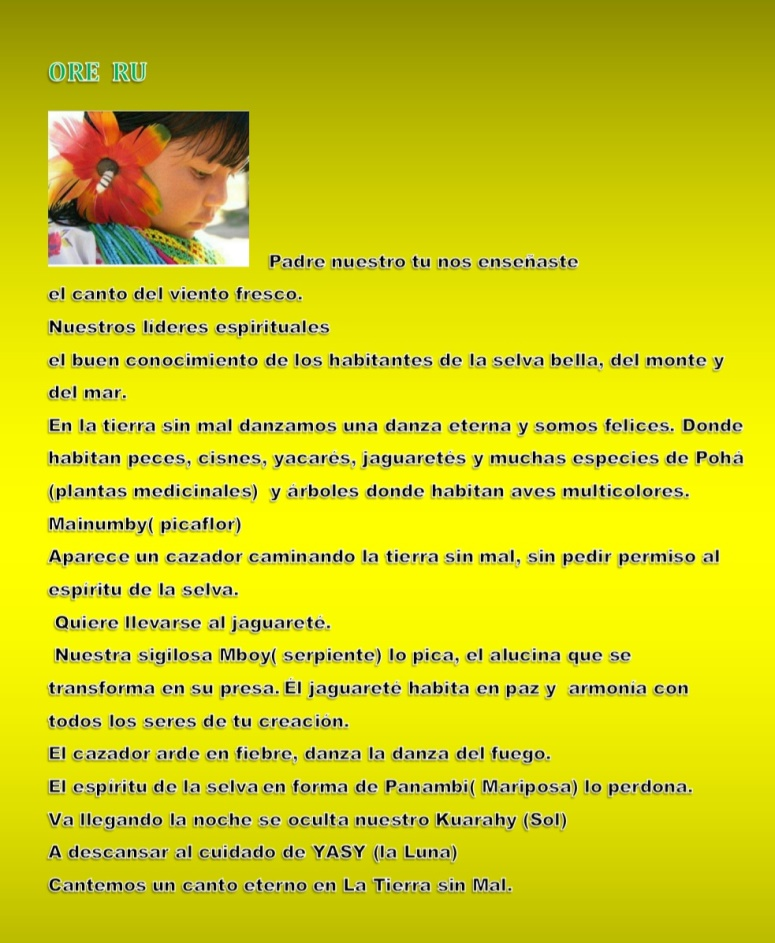 ORE RU
Padre nuestro tu nos enseñaste
el canto del viento fresco.
Nuestros líderes espirituales
el buen conocimiento de los habitantes de la selva bella, del monte y
del mar.
En la tierra sin mal danzamos una danza eterna y somos felices. Donde
habitan peces, cisnes, yacarés, jaguaretés y muchas especies de Pohá
(plantas medicinales) y árboles donde habitan aves multicolores.
Mainumby( picaflor)
Aparece un cazador caminando la tierra sin mal, sin pedir permiso al
espíritu de la selva.
Quiere llevarse al jaguareté.
Nuestra sigilosa Mboy( serpiente) lo pica, el alucina que se
transforma en su presa. Él jaguareté habita en paz y armonía con
todos los seres de tu creación.
El cazador arde en fiebre, danza la danza del fuego.
El espíritu de la selva en forma de Panambi( Mariposa) lo perdona.
Va llegando la noche se oculta nuestro Kuarahy (Sol)
A descansar al cuidado de YASY (la Luna)
Cantemos un canto eterno en La Tierra sin Mal.